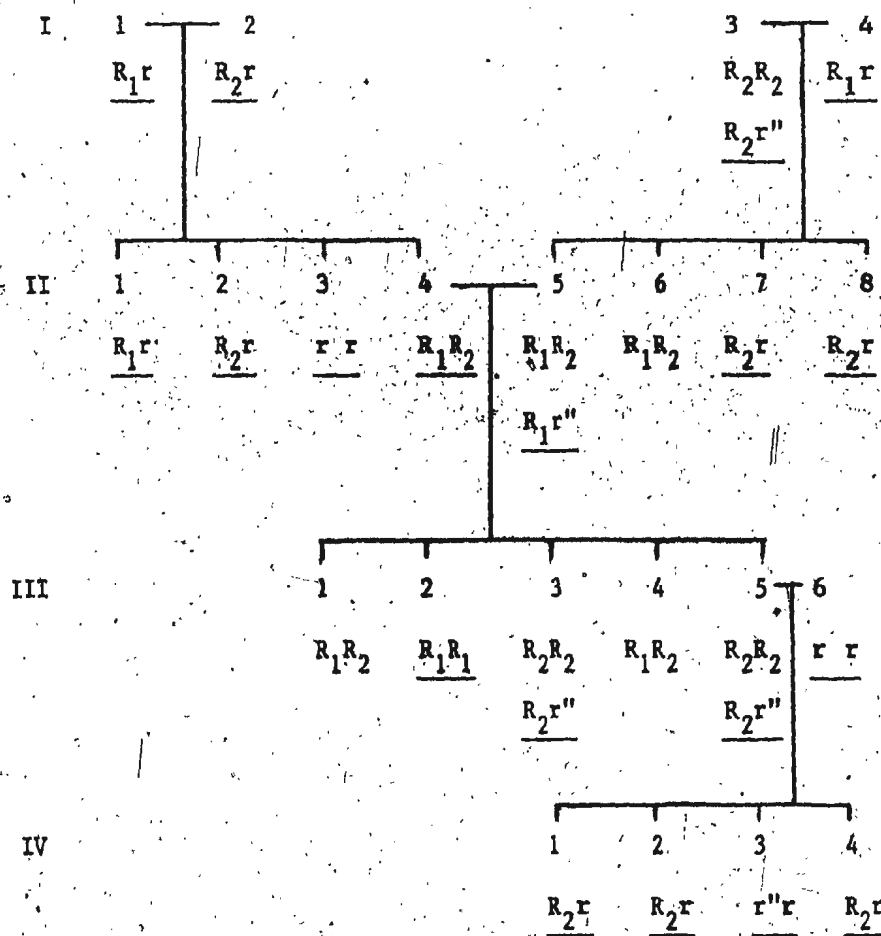 I 1 2 3 4
R₁r R₂r R₂R₂ R₁r
R₂r"
II 1 2 3 4 5 6 7 8
R₁r R₂r r r R₁R₂ R₁R₂ R₁R₂ R₂r R₂r
R₁r"
III 1 2 3 4 5 6
R₁R₂ R₁R₁ R₂R₂ R₁R₂ R₂R₂ r r
R₂r" R₂r"
IV 1 2 3 4
R₂r R₂r r"r R₂r